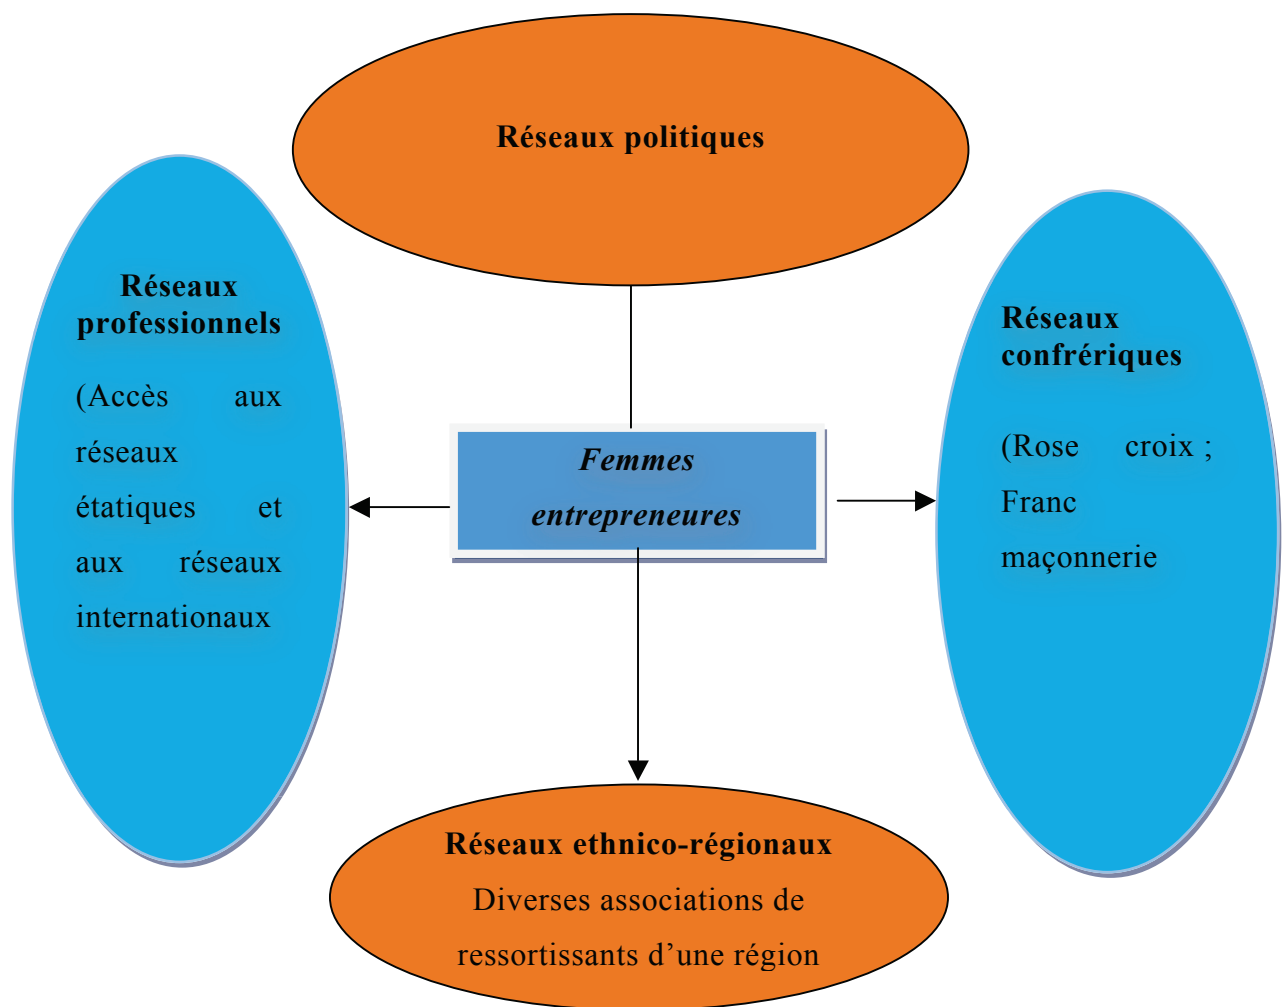 Réseaux politiques
Réseaux
professionnels
(Accès aux
réseaux
étatiques et
aux réseaux
internationaux
Femmes
entrepreneures
Réseaux
confrériques
(Rose croix ;
Franc
maçonnerie
Réseaux ethnico-régionaux
Diverses associations de
ressortissants d’une région